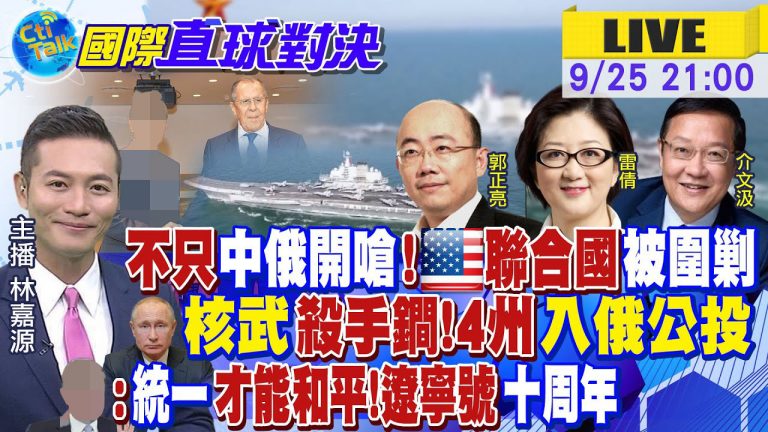 Cti Talk
國際直球對決
LIVE
9/25 21:00
主播 林嘉源
郭正亮
雷倩
介文汲
不只中俄開嗆!聯合國被圍剿
核武殺手鐧!4州入俄公投
:統一才能和平!遼寧號十周年